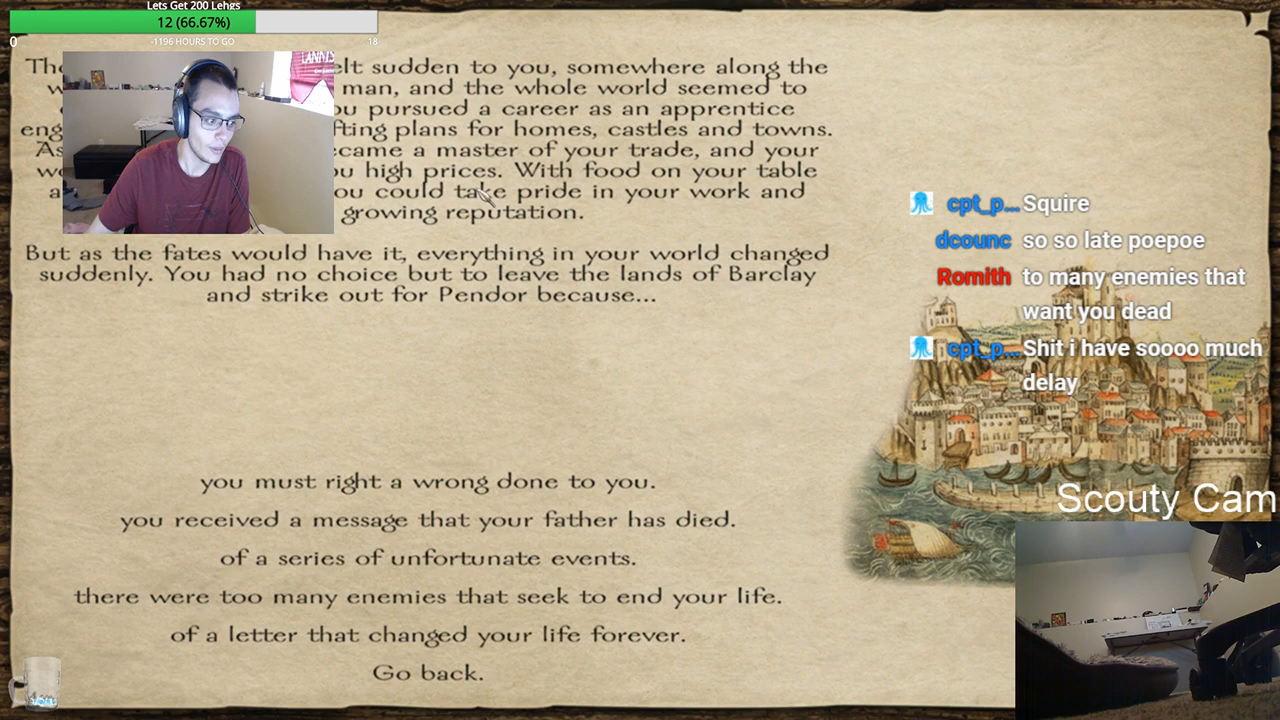 Lets Get 200 Lehgs
12 (66.67%)
0
-1196 HOURS TO GO
18
LANNIS
The
elt sudden to you, somewhere along the
man, and the whole world seemed to
ou pursued a career as an apprentice
eng
fting plans for homes, castles and towns.
As
ecame a master of your trade, and your
ou high prices. With food on your table
ou could take pride in your work and
growing reputation.
But as the fates would have it, everything in your world changed
suddenly. You had no choice but to leave the lands of Barclay
and strike out for Pendor because...
cpt_p... Squire
dcounc so so late poepoe
Romith to many enemies that
want you dead
cpt_p... Shit i have soooo much
delay
you must right a wrong done to you.
you received a message that your father has died.
of a series of unfortunate events.
there were too many enemies that seek to end your life.
of a letter that changed your life forever.
Go back.
Scouty Cam